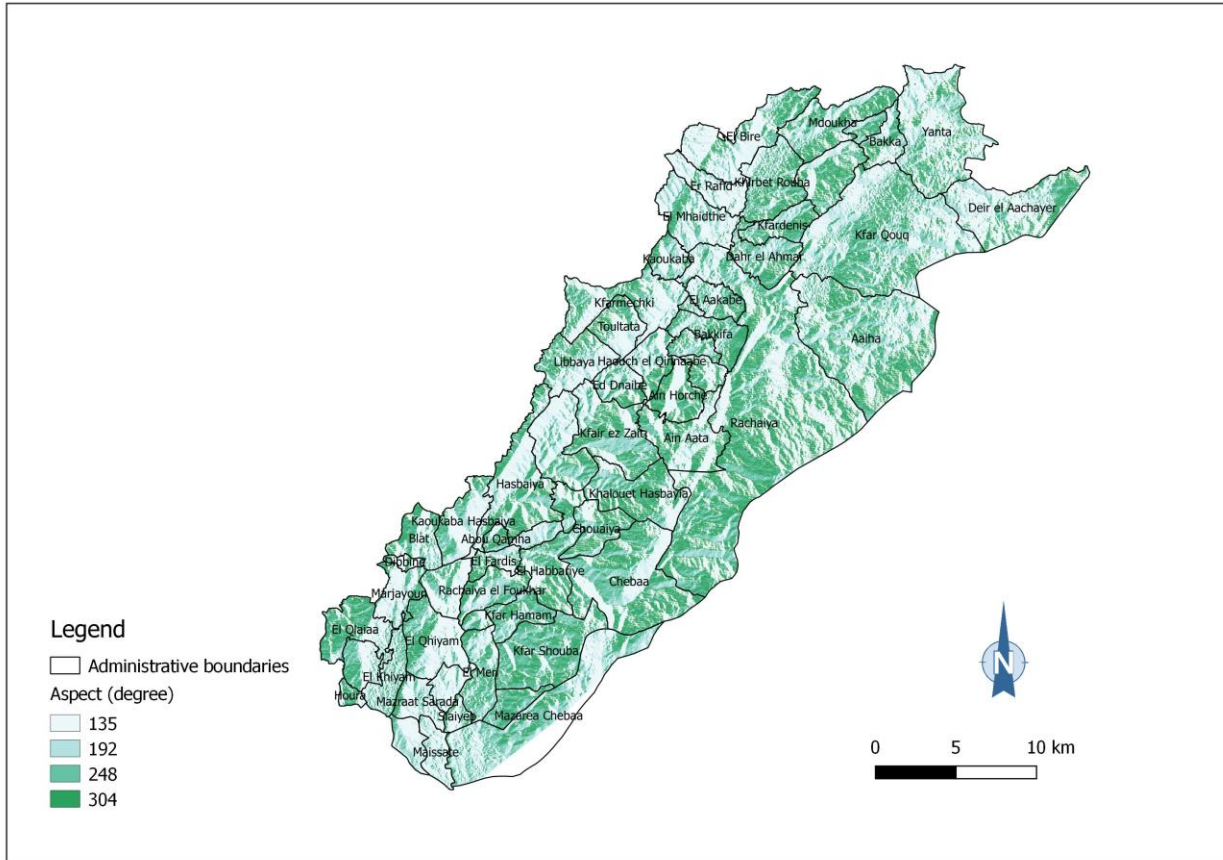 Yanta
Mdoukha
El Bire
Bakka
Khirbet Rouha
Er Rafid
Deir el Aachayer
El Mhaidthe
Kfardenis
Kfar Qouq
Dahr el Ahmar
Kaoukaba
El Aakabe
Kfarmechki
Toultata
Bakkifa
Aaiha
Libbaya
Haouch el Qinnaabe
Ed Dnaibe
Ain Horche
Rachaiya
Kfair ez Zait
Ain Aata
Hasbaiya
Khalouet Hasbayia
Kaoukaba Hasbaiya
Chouaiya
Blat
Abou Qamha
Dibbine
El Fardis
El Habbariye
Chebaa
Marjayoun
Rachaiya el Foukhar
Kfar Hamam
El Qlaiaa
El Qhiyam
Kfar Shouba
El Meri
El Khiyam
Houra
Mazraat Sarada
Slaiyeb
Mazarea Chebaa
Maissate
Legend
Administrative boundaries
Aspect (degree)
135
192
248
304
N
0 5 10 km